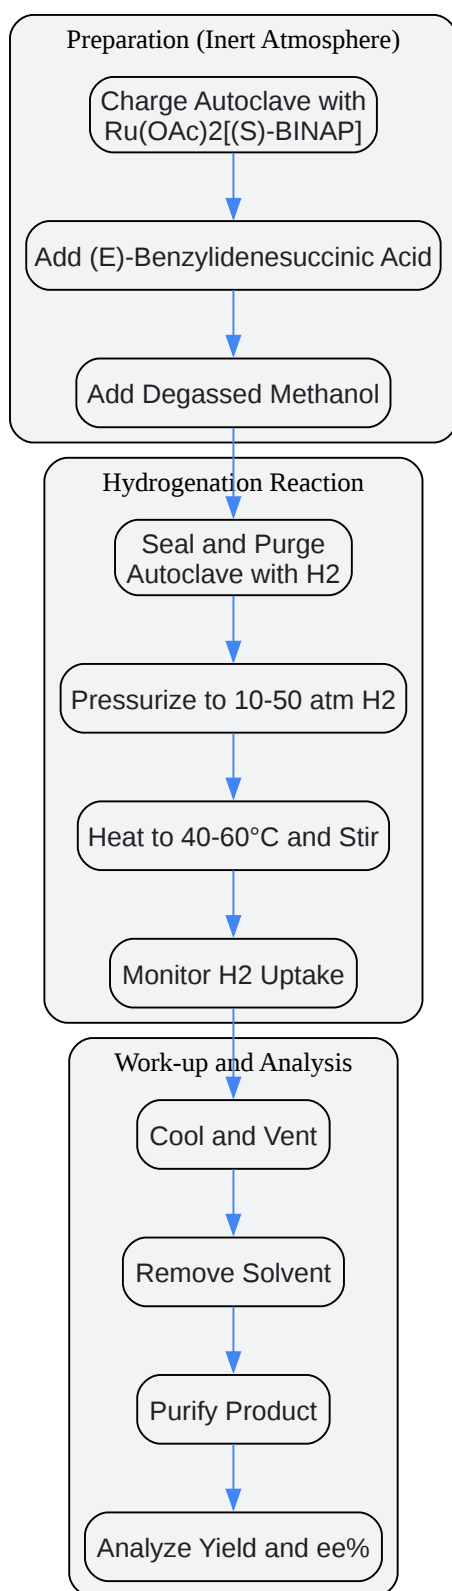 Preparation (Inert Atmosphere)
Charge Autoclave with
Ru(OAc)2[(S)-BINAP]
Add (E)-Benzylidenesuccinic Acid
Add Degassed Methanol
Hydrogenation Reaction
Seal and Purge
Autoclave with H2
Pressurize to 10-50 atm H2
Heat to 40-60°C and Stir
Monitor H2 Uptake
Work-up and Analysis
Cool and Vent
Remove Solvent
Purify Product
Analyze Yield and ee%